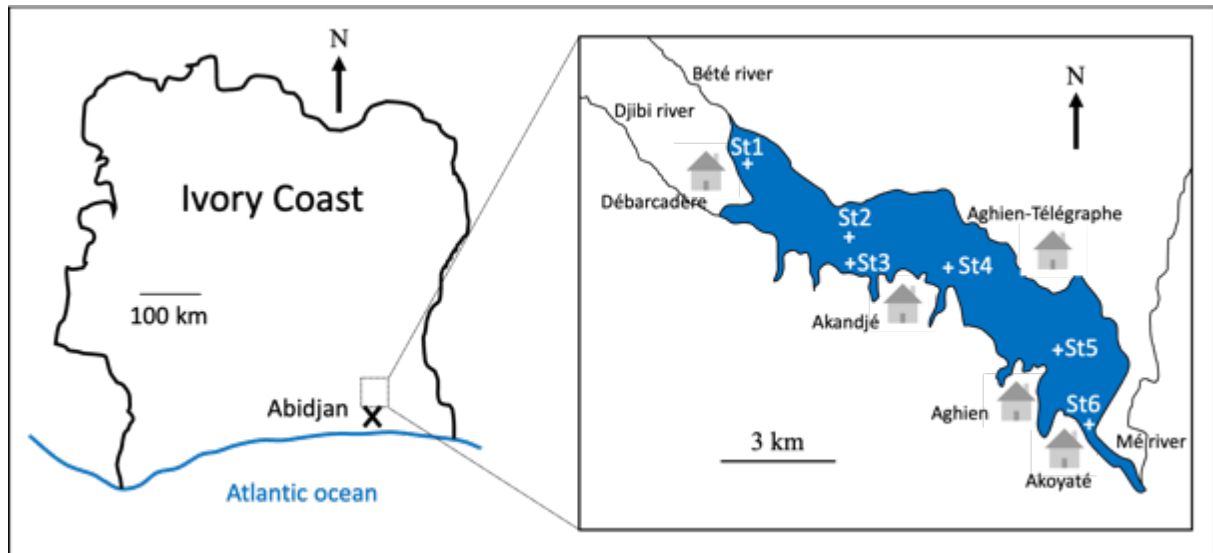 N
Ivory Coast
100 km
Abidjan
Atlantic ocean
Bété river
N
Djibi river
St1
Débarcadère
St2
Aghien-Télégraphe
St3
St4
Akandjé
St5
Aghien
St6
3 km
Mé river
Akoyaté